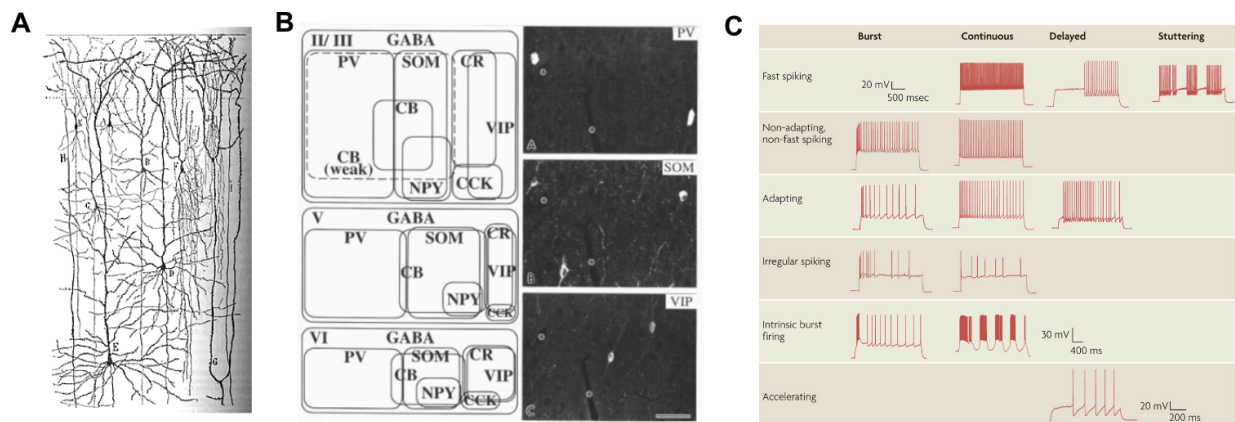 A
H
A
B
F
C
D
E
G
B
II/ III GABA
PV SOM CR
CB
VIP
CB
(weak)
NPY CCK
V GABA
PV SOM CR
CB VIP
NPY
CCK
VI GABA
PV SOM CR
CB VIP
NPY CCK
PV
A
SOM
B
VIP
C
C
Burst Continuous Delayed Stuttering
Fast spiking
20 mV
500 msec
Non-adapting,
non-fast spiking
Adapting
Irregular spiking
Intrinsic burst
firing
30 mV
400 ms
Accelerating
20 mV
200 ms